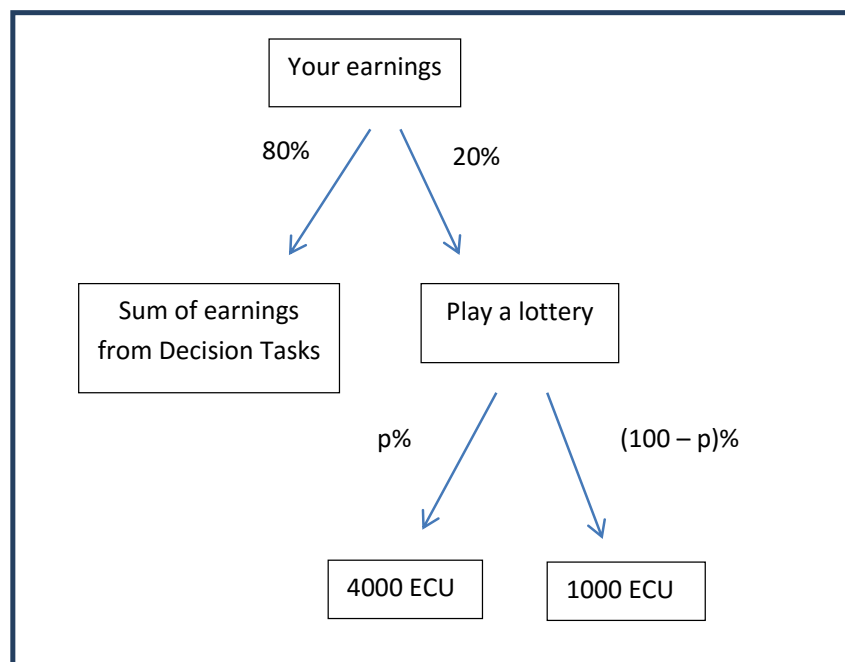 Your earnings
80%
20%
Sum of earnings
from Decision Tasks
Play a lottery
p%
(100 – p)%
4000 ECU
1000 ECU